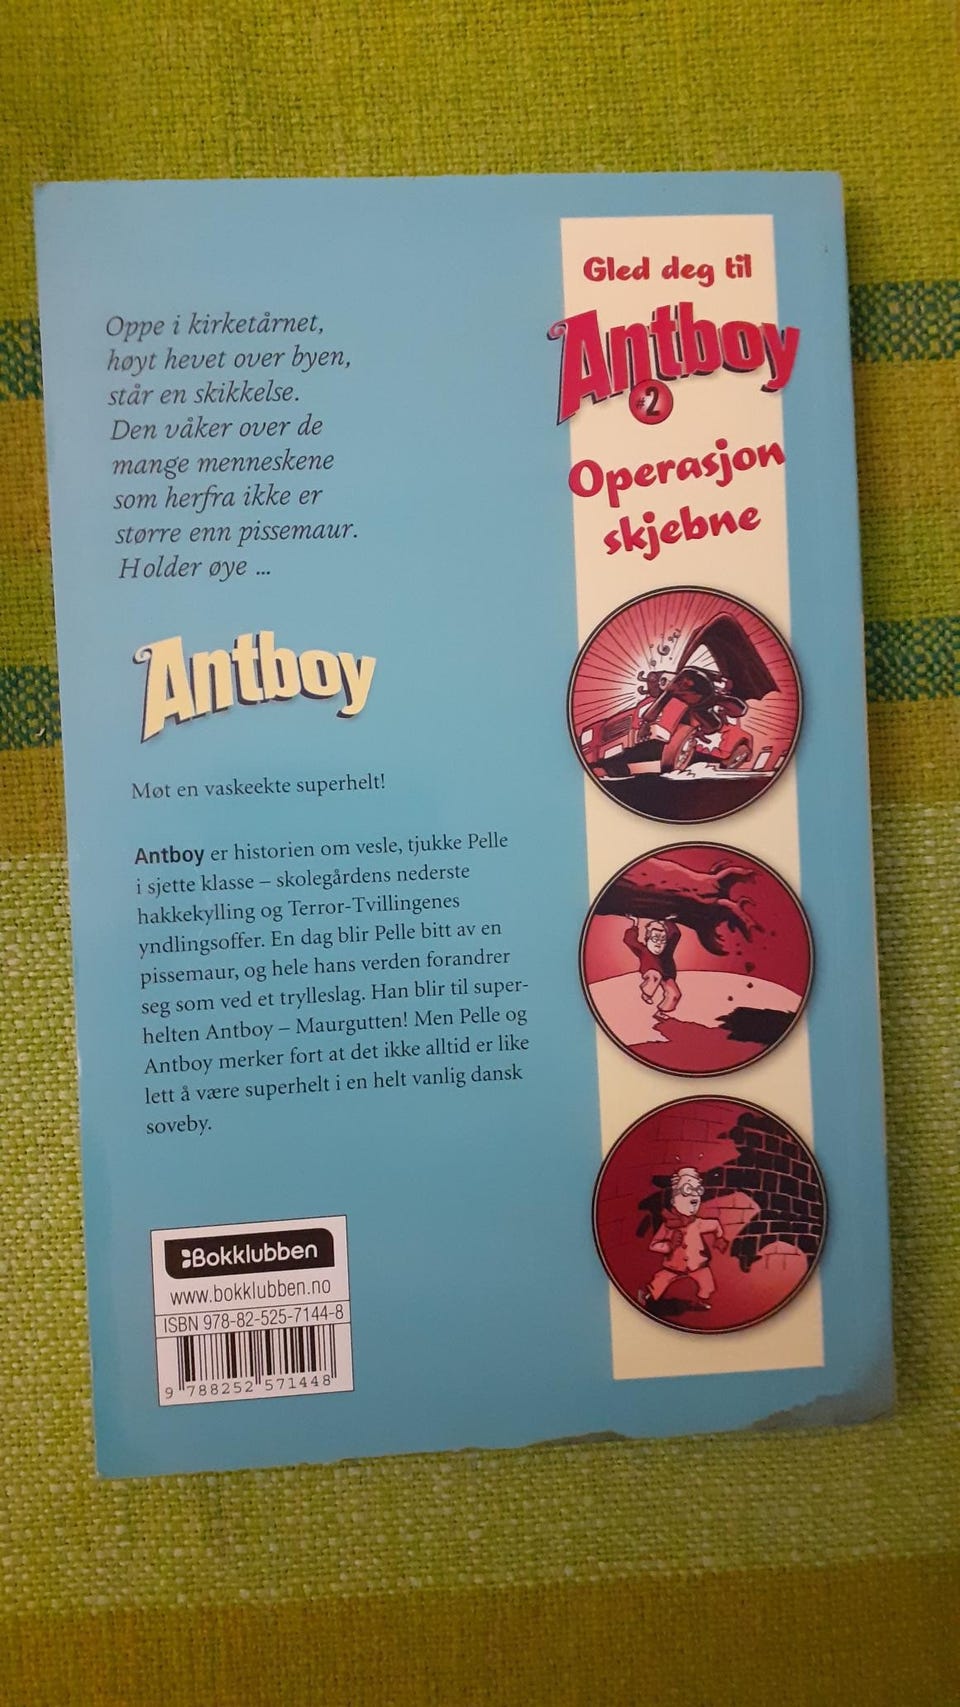 Oppe i kirketårnet,
høyt hevet over byen,
står en skikkelse.
Den våker over de
mange menneskene
som herfra ikke er
større enn pissemaur.
Holder øye ...
Antboy
Møt en vaskeekte superhelt!
Antboy er historien om vesle, tjukke Pelle
i sjette klasse – skolegårdens nederste
hakkekylling og Terror-Tvillingenes
yndlingsoffer. En dag blir Pelle bitt av en
pissemaur, og hele hans verden forandrer
seg som ved et trylleslag. Han blir til super-
helten Antboy – Maurgutten! Men Pelle og
Antboy merker fort at det ikke alltid er like
lett å være superhelt i en helt vanlig dansk
soveby.
Bokklubben
www.bokklubben.no
ISBN 978-82-525-7144-8
9 788252 571448
Gled deg til
Antboy
#2
Operasjon
skjebne